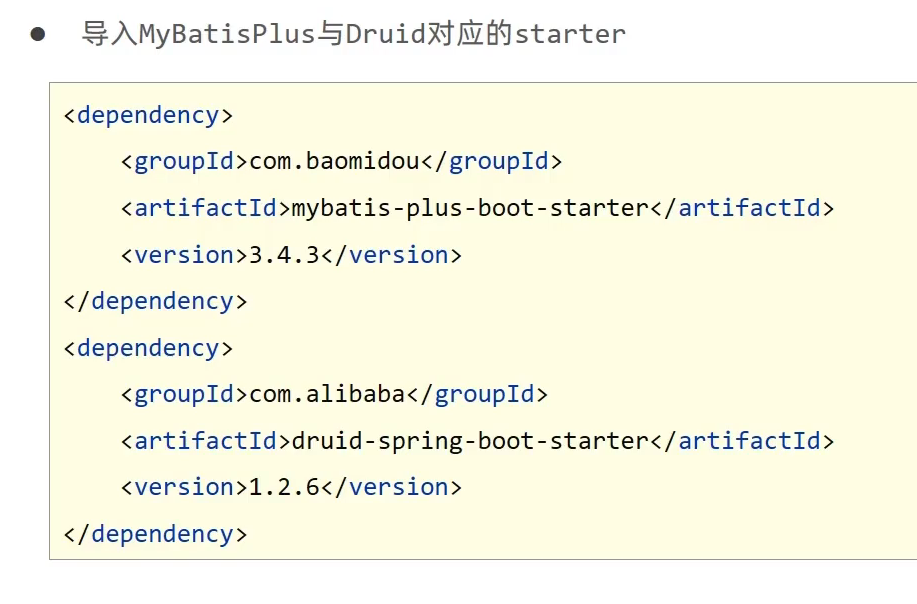 ● 导入MyBatisPlus与Druid对应的starter
<dependency>
    <groupId>com.baomidou</groupId>
    <artifactId>mybatis-plus-boot-starter</artifactId>
    <version>3.4.3</version>
</dependency>
<dependency>
    <groupId>com.alibaba</groupId>
    <artifactId>druid-spring-boot-starter</artifactId>
    <version>1.2.6</version>
</dependency>